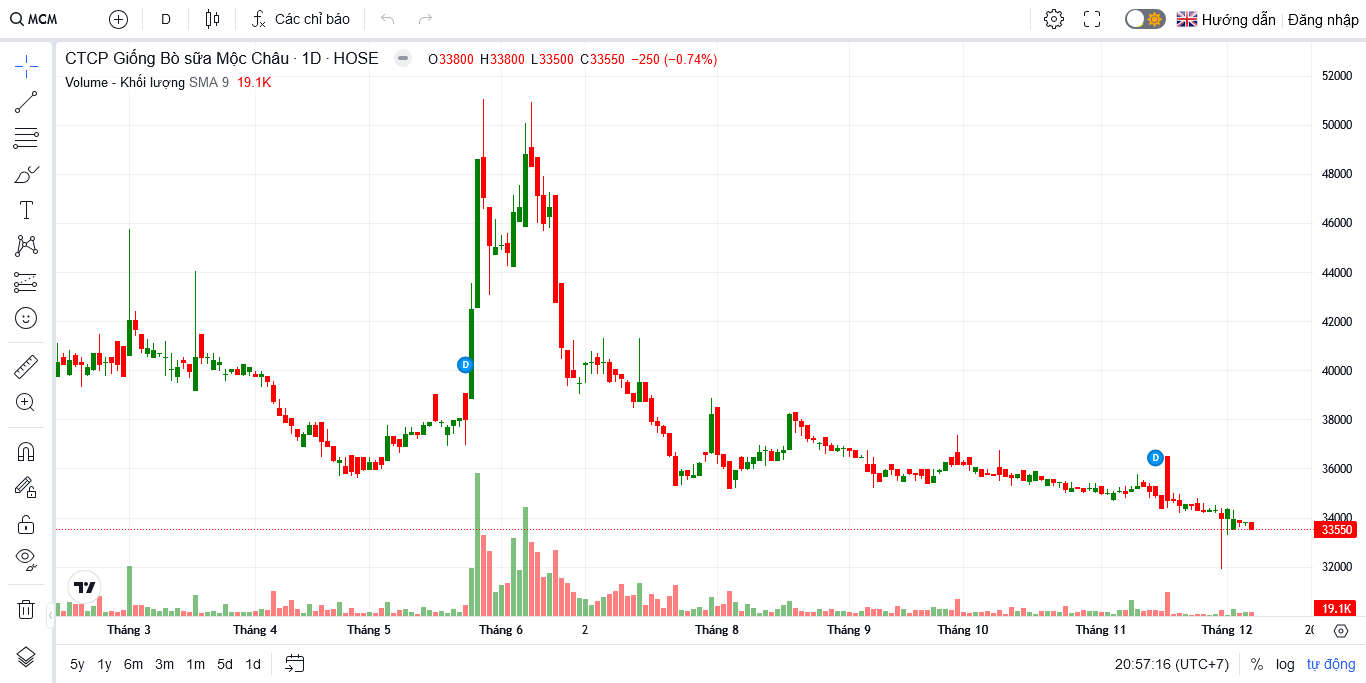 MCM D Các chỉ báo Hướng dẫn Đăng nhập
CTCP Giống Bò sữa Mộc Châu · 1D · HOSE O33800 H33800 L33500 C33550 −250 (−0.74%)
Volume - Khối lượng SMA 9 19.1K
52000
50000
48000
46000
44000
42000
40000
38000
36000
34000
33550
32000
19.1K
D
D
Tháng 3 Tháng 4 Tháng 5 Tháng 6 2 Tháng 8 Tháng 9 Tháng 10 Tháng 11 Tháng 12
5y 1y 6m 3m 1m 5d 1d 20:57:16 (UTC+7) % log tự động